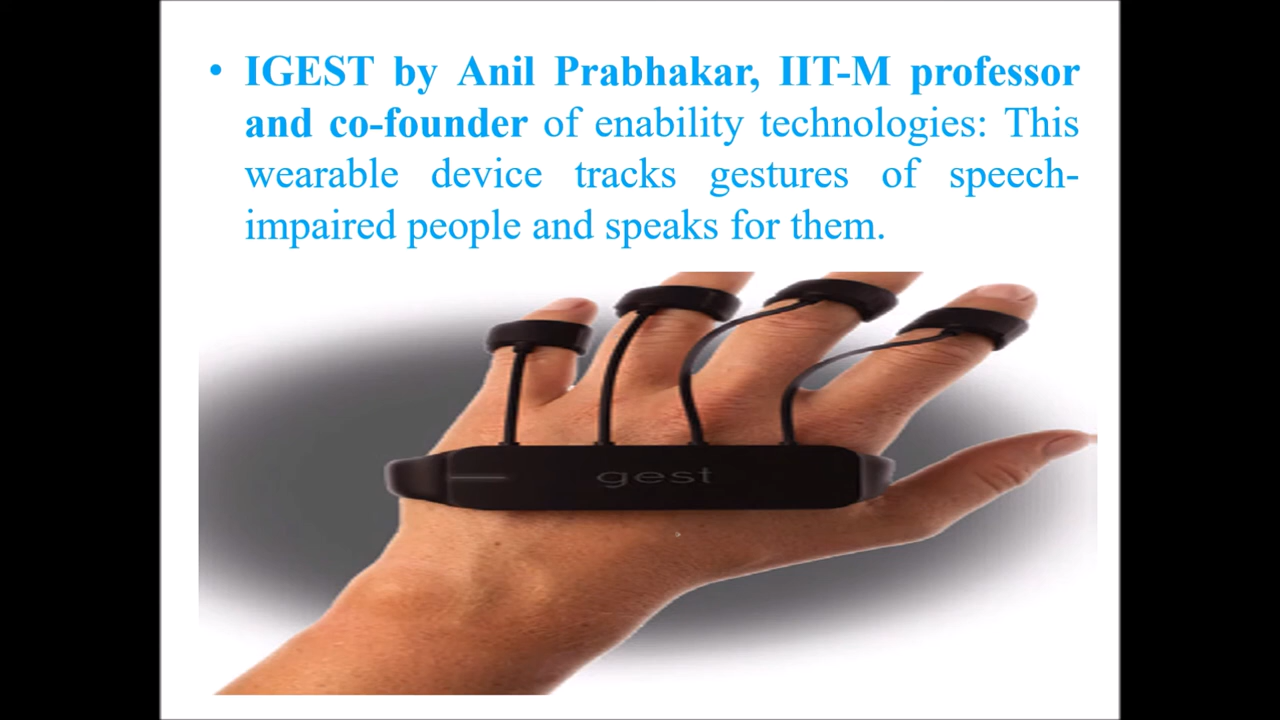 • IGEST by Anil Prabhakar, IIT-M professor
and co-founder of enability technologies: This
wearable device tracks gestures of speech-
impaired people and speaks for them.
gest